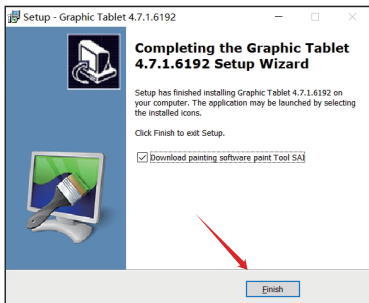 Setup - Graphic Tablet 4.7.1.6192
Completing the Graphic Tablet
4.7.1.6192 Setup Wizard
Setup has finished installing Graphic Tablet 4.7.1.6192 on
your computer. The application may be launched by selecting
the installed icons.
Click Finish to exit Setup.
Download painting software paint Tool SAI
Finish